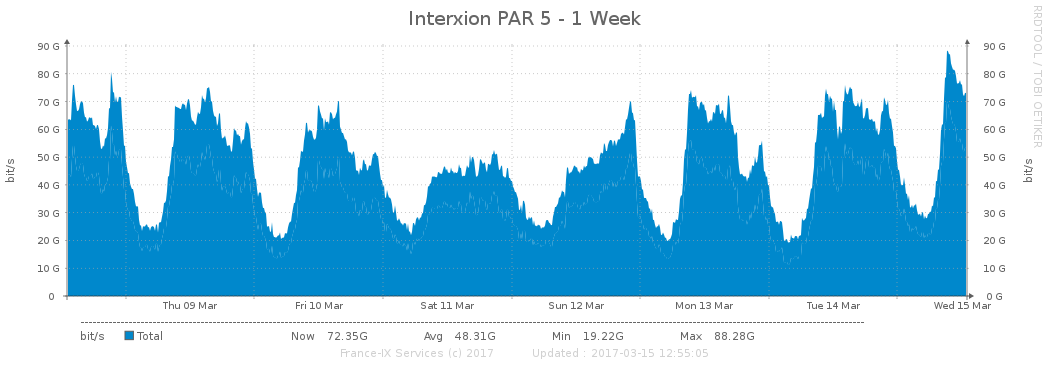 Interxion PAR 5 - 1 Week
RRDTOOL / TOBI OETIKER
bit/s
90 G
80 G
70 G
60 G
50 G
40 G
30 G
20 G
10 G
0
90 G
80 G
70 G
60 G
50 G
40 G
30 G
20 G
10 G
0 G
bit/s
Thu 09 Mar Fri 10 Mar Sat 11 Mar Sun 12 Mar Mon 13 Mar Tue 14 Mar Wed 15 Mar
bit/s Total Now 72.35G Avg 48.31G Min 19.22G Max 88.28G
France-IX Services (c) 2017 Updated : 2017-03-15 12:55:05